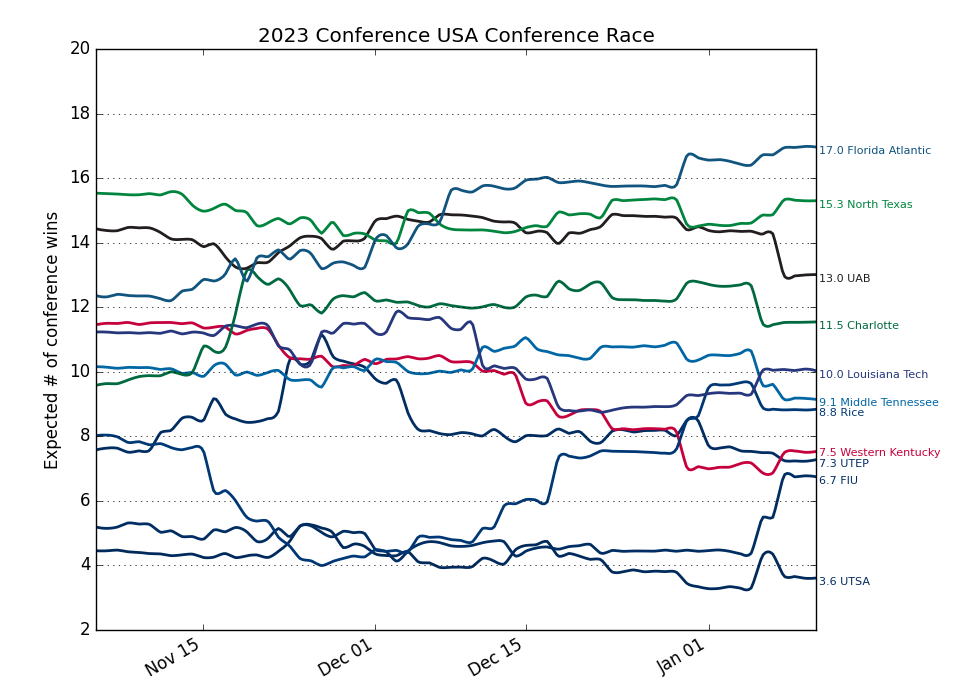 2023 Conference USA Conference Race
Expected # of conference wins
20
18
16
14
12
10
8
6
4
2
Nov 15
Dec 01
Dec 15
Jan 01
17.0 Florida Atlantic
15.3 North Texas
13.0 UAB
11.5 Charlotte
10.0 Louisiana Tech
9.1 Middle Tennessee
8.8 Rice
7.5 Western Kentucky
7.3 UTEP
6.7 FIU
3.6 UTSA